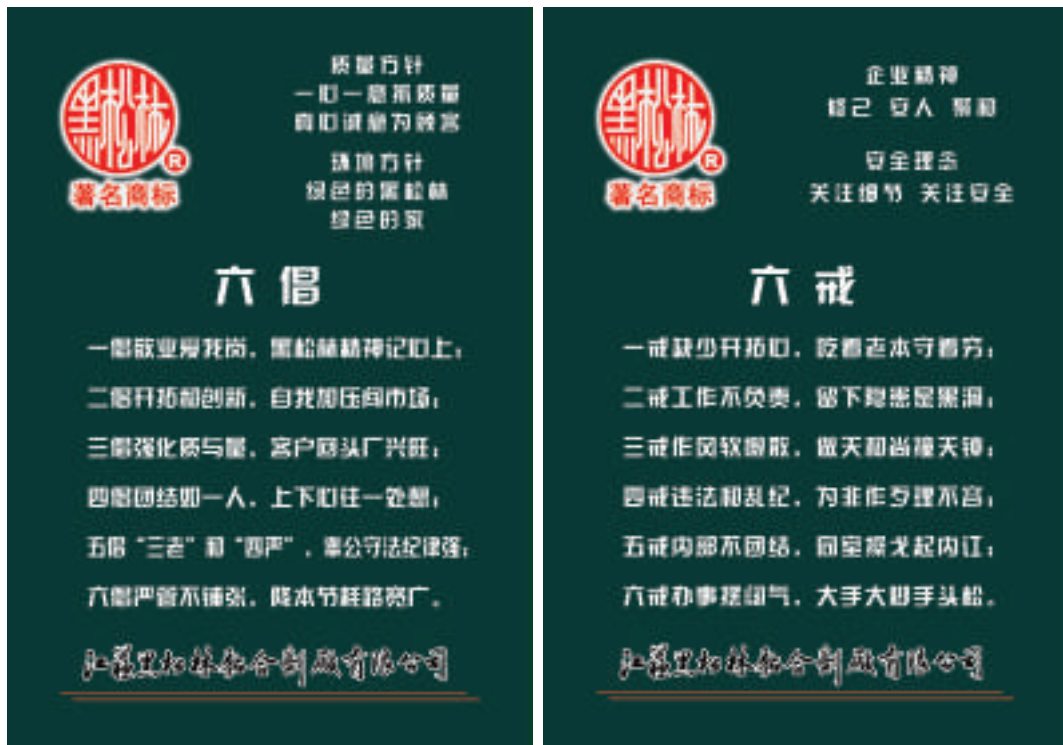 黑松林
R
著名商标
质量方针
一心一意抓质量
真心诚意为顾客
环境方针
绿色的黑松林
绿色的家
六倡
一倡敬业爱我岗，黑松林精神记心上；
二倡开拓和创新，自我加压闯市场；
三倡强化质与量，客户回头厂兴旺；
四倡团结如一人，上下心往一处想；
五倡“三老”和“四严”，奉公守法纪律强；
六倡严管不铺张，降本节耗路宽广。
江苏黑松林粘合剂厂有限公司
黑松林
R
著名商标
企业精神
修己 安人 聚和
安全理念
关注细节 关注安全
六戒
一戒缺少开拓心，吃着老本守着穷；
二戒工作不负责，留下隐患是黑洞；
三戒作风软绵散，做天和尚撞天钟；
四戒违法和乱纪，为非作歹理不容；
五戒内部不团结，同室操戈起内讧；
六戒办事摆阔气，大手大脚手头松。
江苏黑松林粘合剂厂有限公司